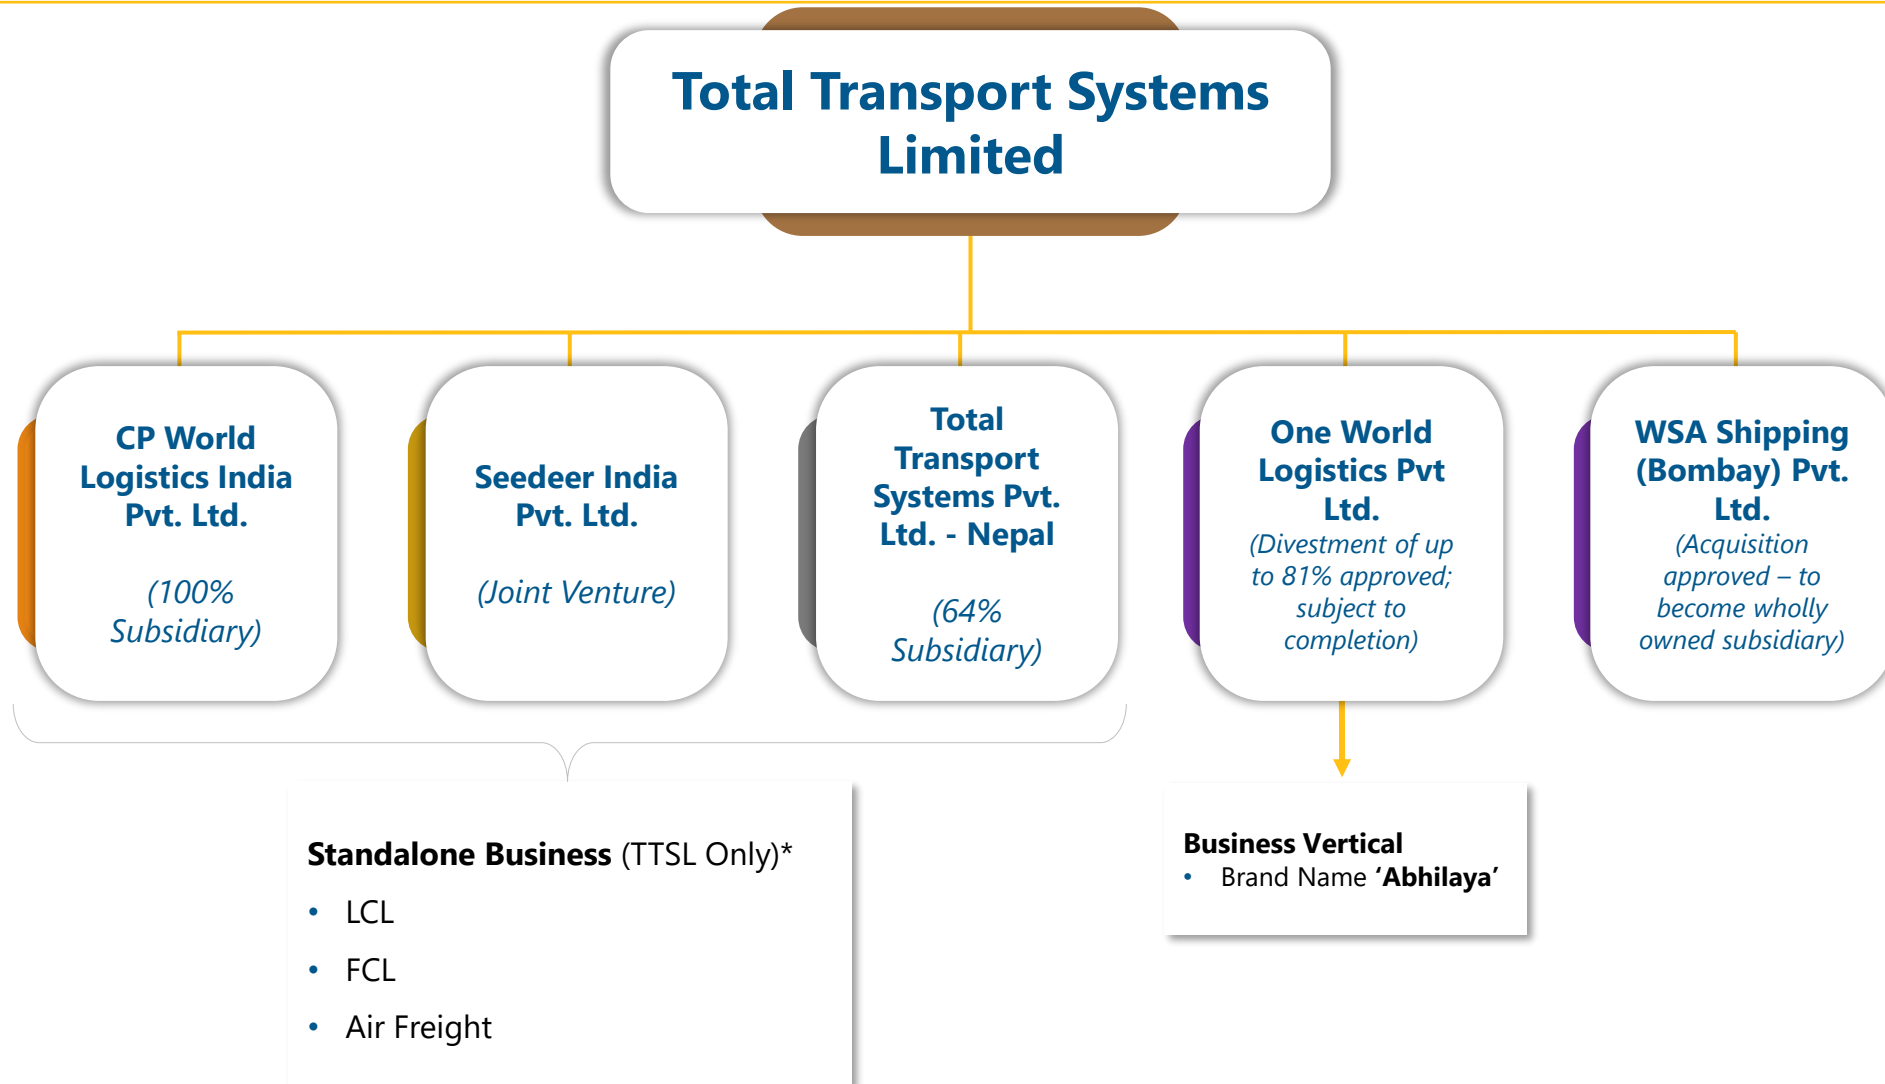 Total Transport Systems
Limited
CP World
Logistics India
Pvt. Ltd.
(100%
Subsidiary)
Seedeer India
Pvt. Ltd.
(Joint Venture)
Total
Transport
Systems Pvt.
Ltd. - Nepal
(64%
Subsidiary)
One World
Logistics Pvt
Ltd.
(Divestment of up
to 81% approved;
subject to
completion)
WSA Shipping
(Bombay) Pvt.
Ltd.
(Acquisition
approved – to
become wholly
owned subsidiary)
Standalone Business (TTSL Only)*
• LCL
• FCL
• Air Freight
Business Vertical
• Brand Name ‘Abhilaya’